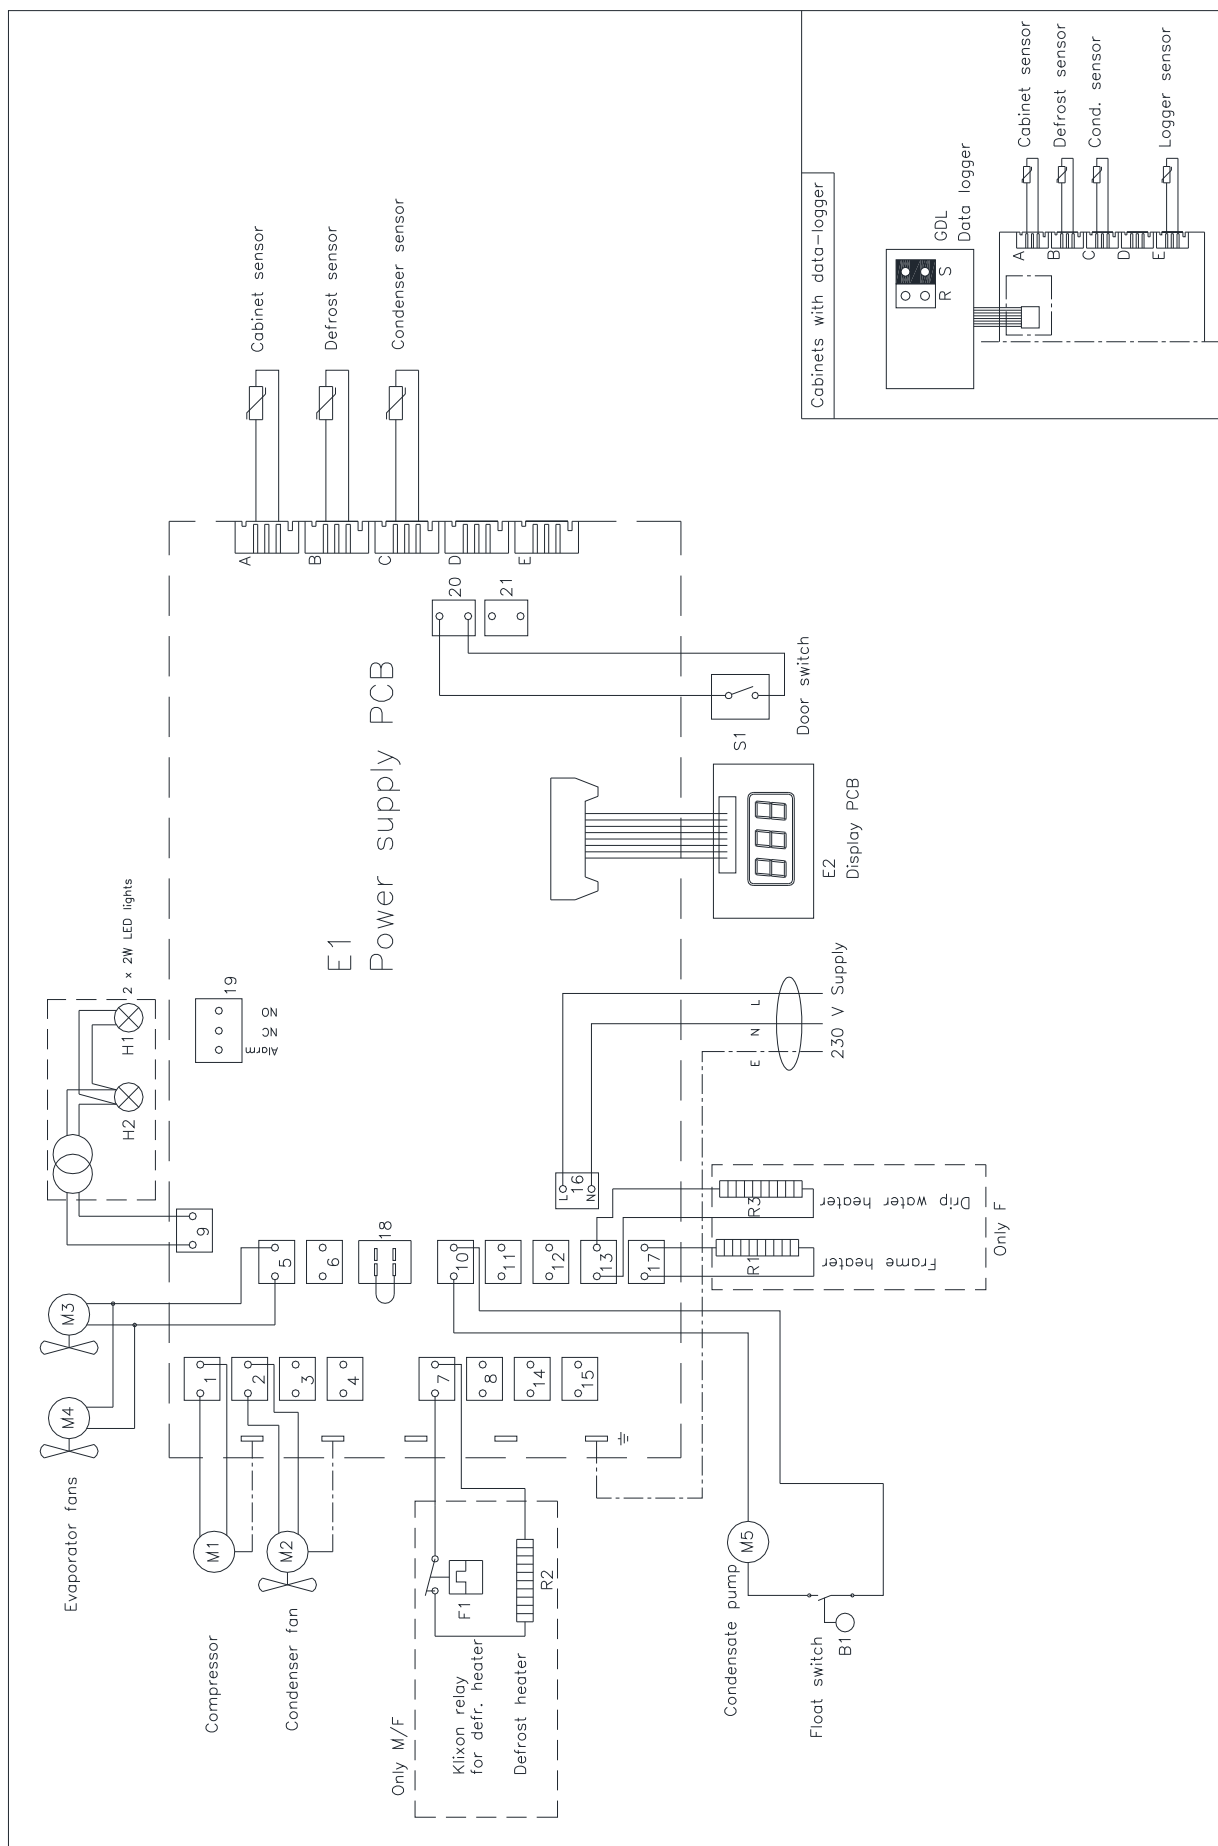 Evaporator fans
M4
M3
H2
H1
2 x 2W LED lights
Compressor
M1
Condenser fan
M2
1
2
3
4
5
6
9
19
Alarm
NC
NO
E1
Power supply PCB
A
B
C
D
E
Cabinet sensor
Defrost sensor
Condenser sensor
Only M/F
Klixon relay
for defr. heater
F1
Defrost heater
R2
7
8
14
15
18
10
11
12
13
17
L
16
N
20
21
Condensate pump
M5
Float switch
B1
R1
Frame heater
R3
Drip water heater
Only F
E
N
L
230 V Supply
E2
Display PCB
S1
Door switch
Cabinets with data-logger
R
S
GDL
Data logger
A
B
C
D
E
Cabinet sensor
Defrost sensor
Cond. sensor
Logger sensor